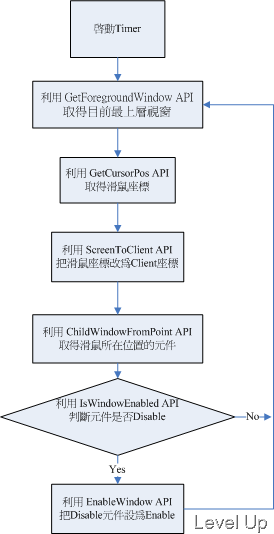 啓動Timer
利用 GetForegroundWindow API
取得目前最上層視窗
利用 GetCursorPos API
取得滑鼠座標
利用 ScreenToClient API
把滑鼠座標改爲Client座標
利用 ChildWindowFromPoint API
取得滑鼠所在位置的元件
利用 IsWindowEnabled API
判斷元件是否Disable
No
Yes
利用 EnableWindow API
把Disable元件設爲Enable
Level Up